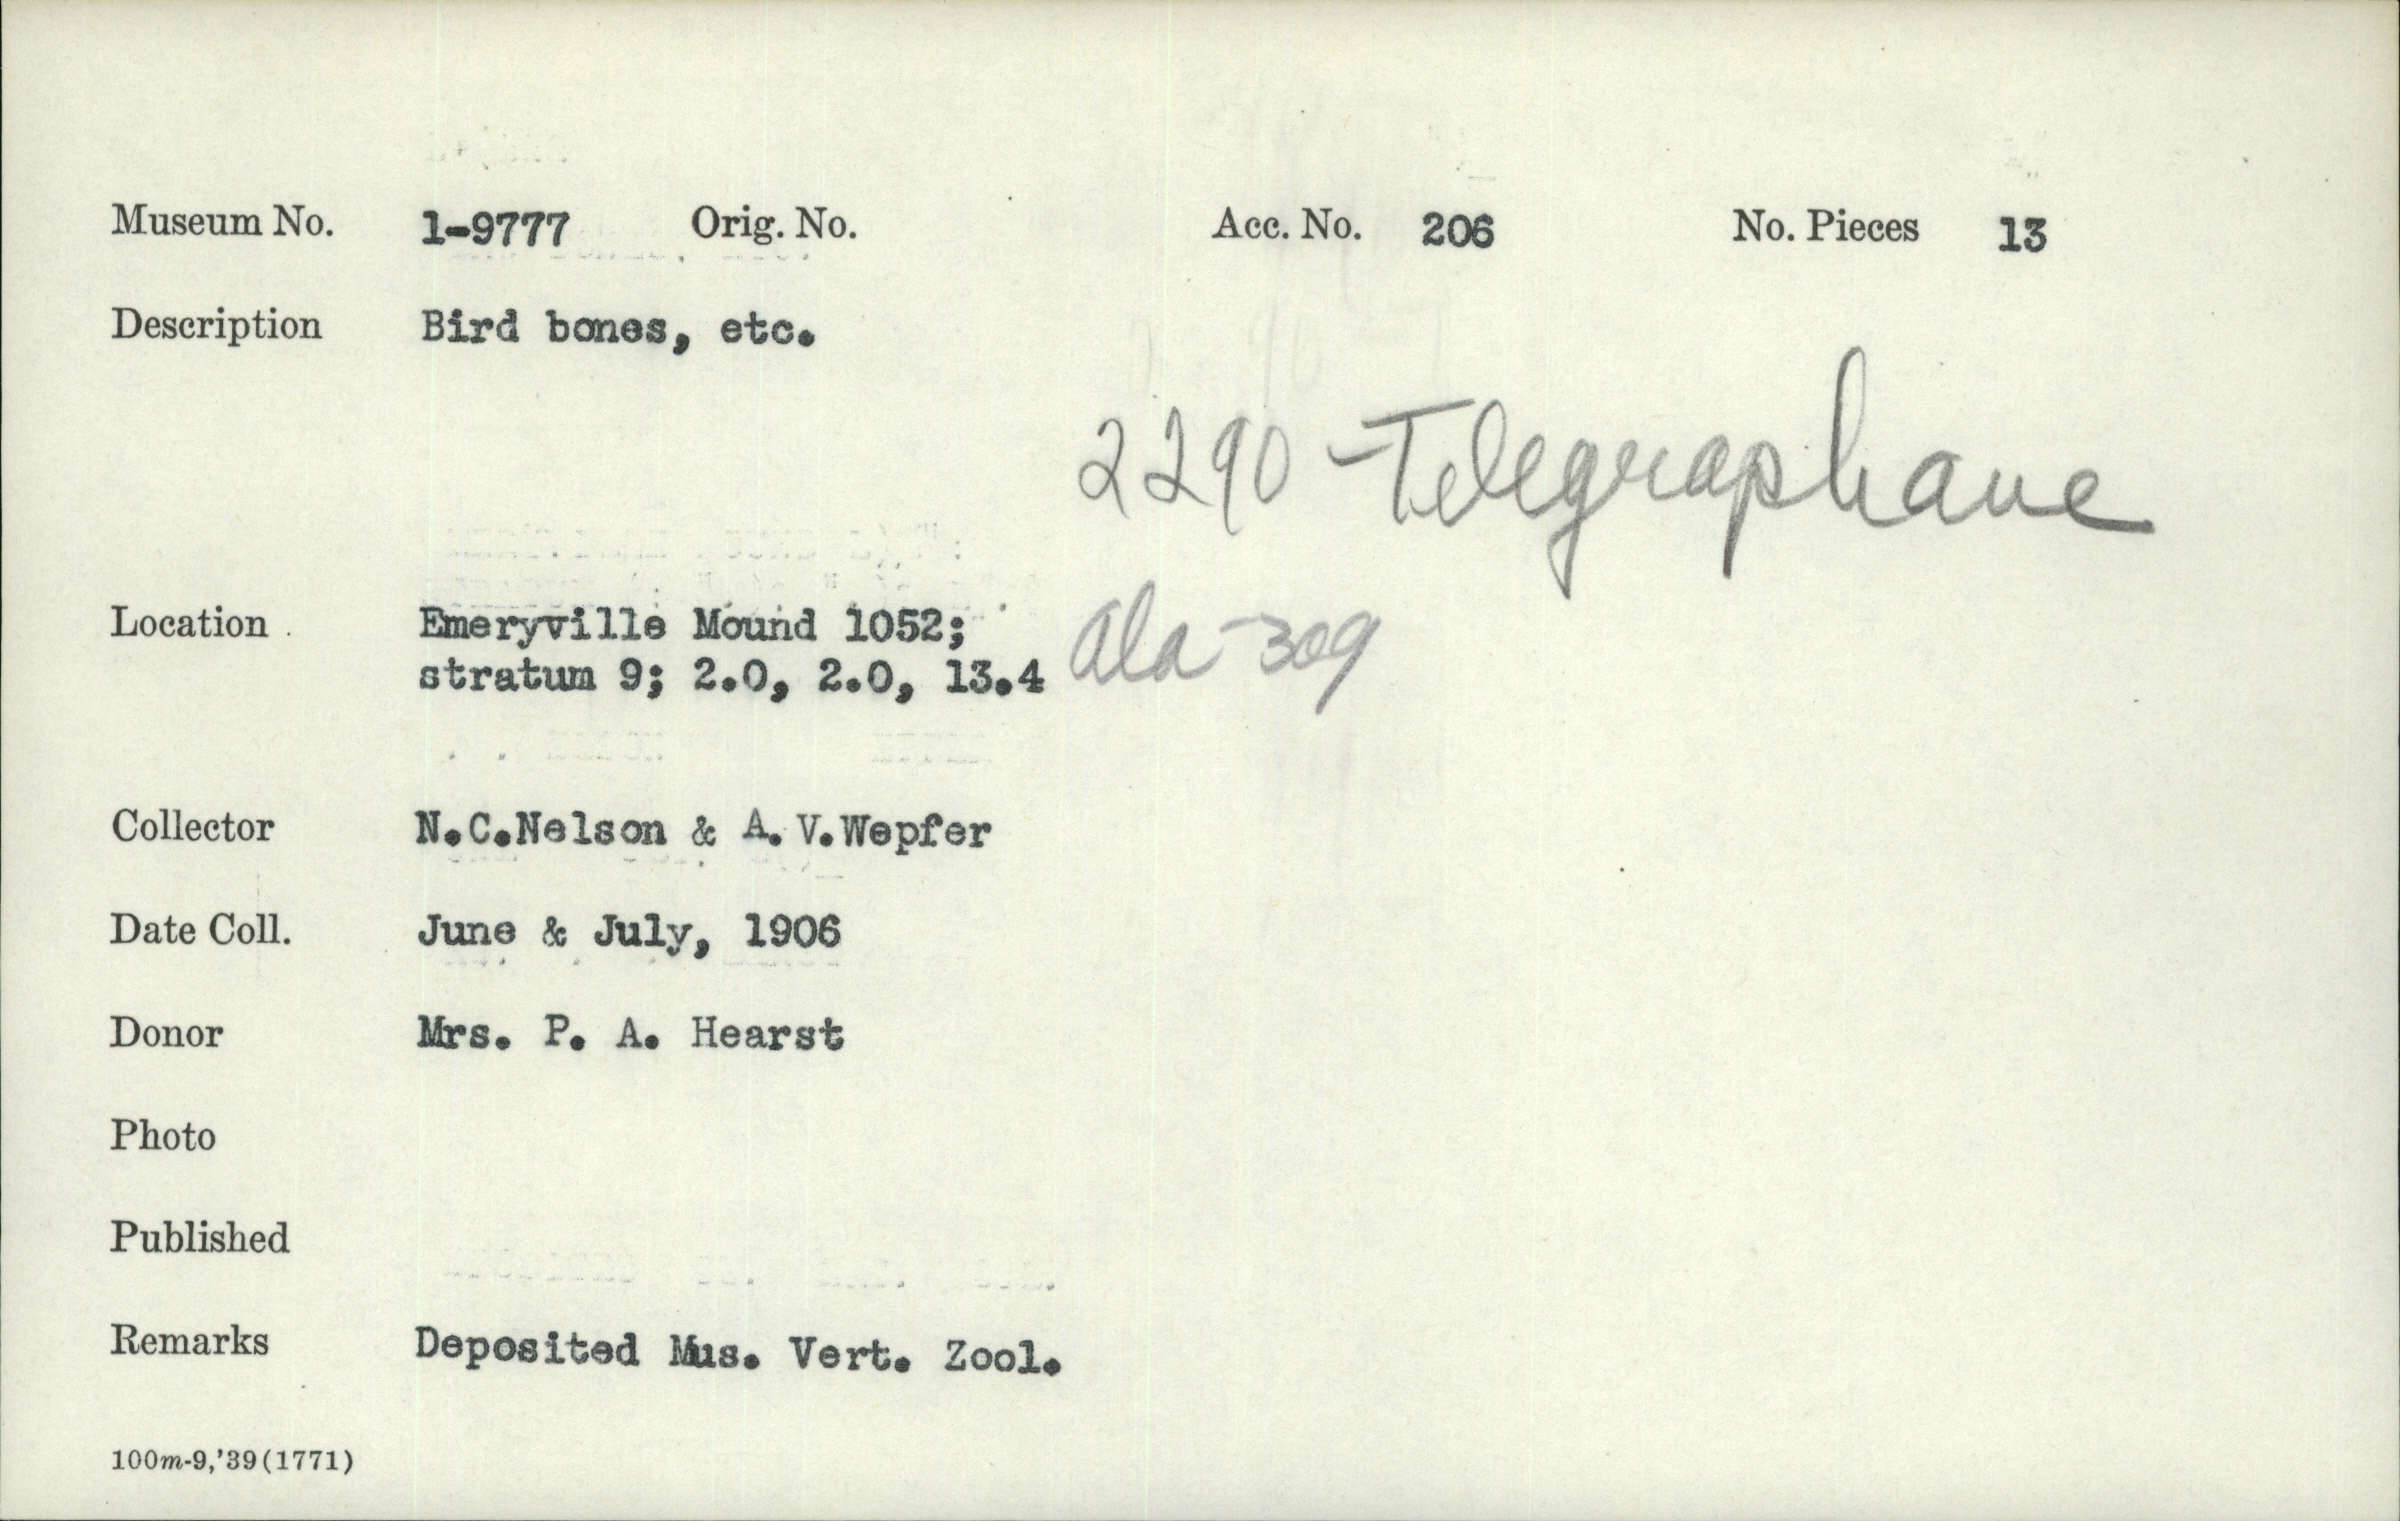 Museum No. 1-9777 Orig. No. Acc. No. 206 No. Pieces 13
Description Bird bones, etc.
2290 - Telegraph ave
Location Emeryville Mound 1052;
stratum 9; 2.0, 2.0, 13.4
ala-309
Collector N.C.Nelson & A.V.Wepfer
Date Coll. June & July, 1906
Donor Mrs. P. A. Hearst
Photo
Published
Remarks Deposited Mus. Vert. Zool.
100m-9,'39(1771)